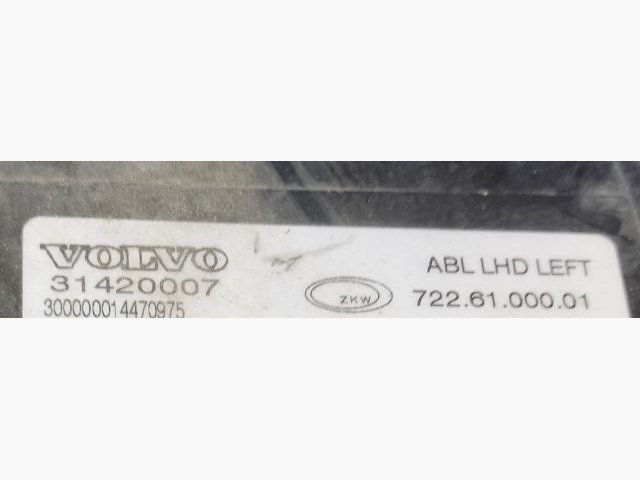 VOLVO
31420007
300000014470975
ABL LHD LEFT
ZKW
722.61.000.01